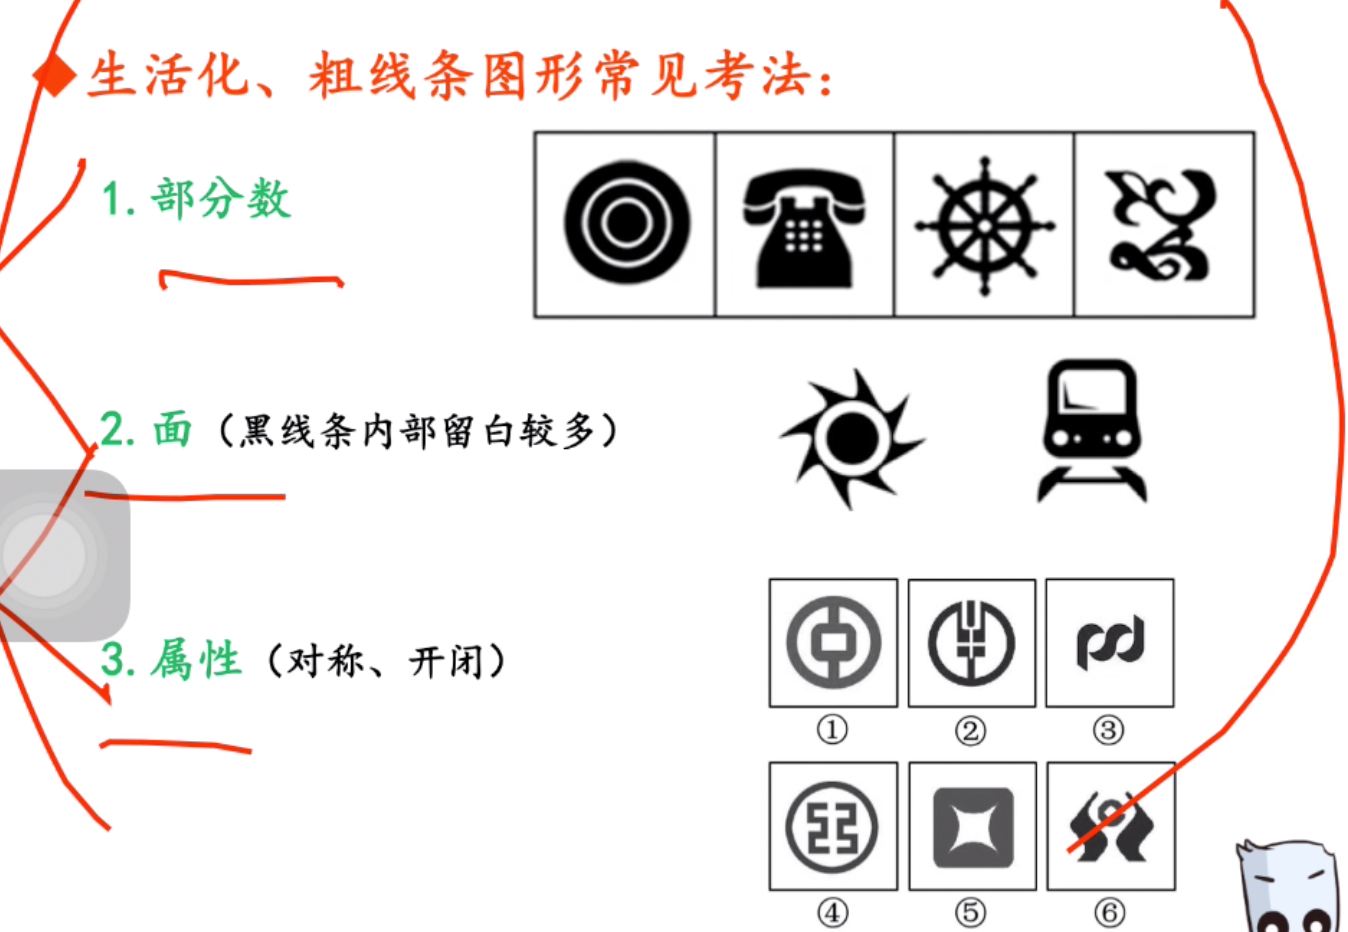 生活化、粗线条图形常见考法：
1.部分数
2.面（黑线条内部留白较多）
3.属性（对称、开闭）
① ② ③
④ ⑤ ⑥